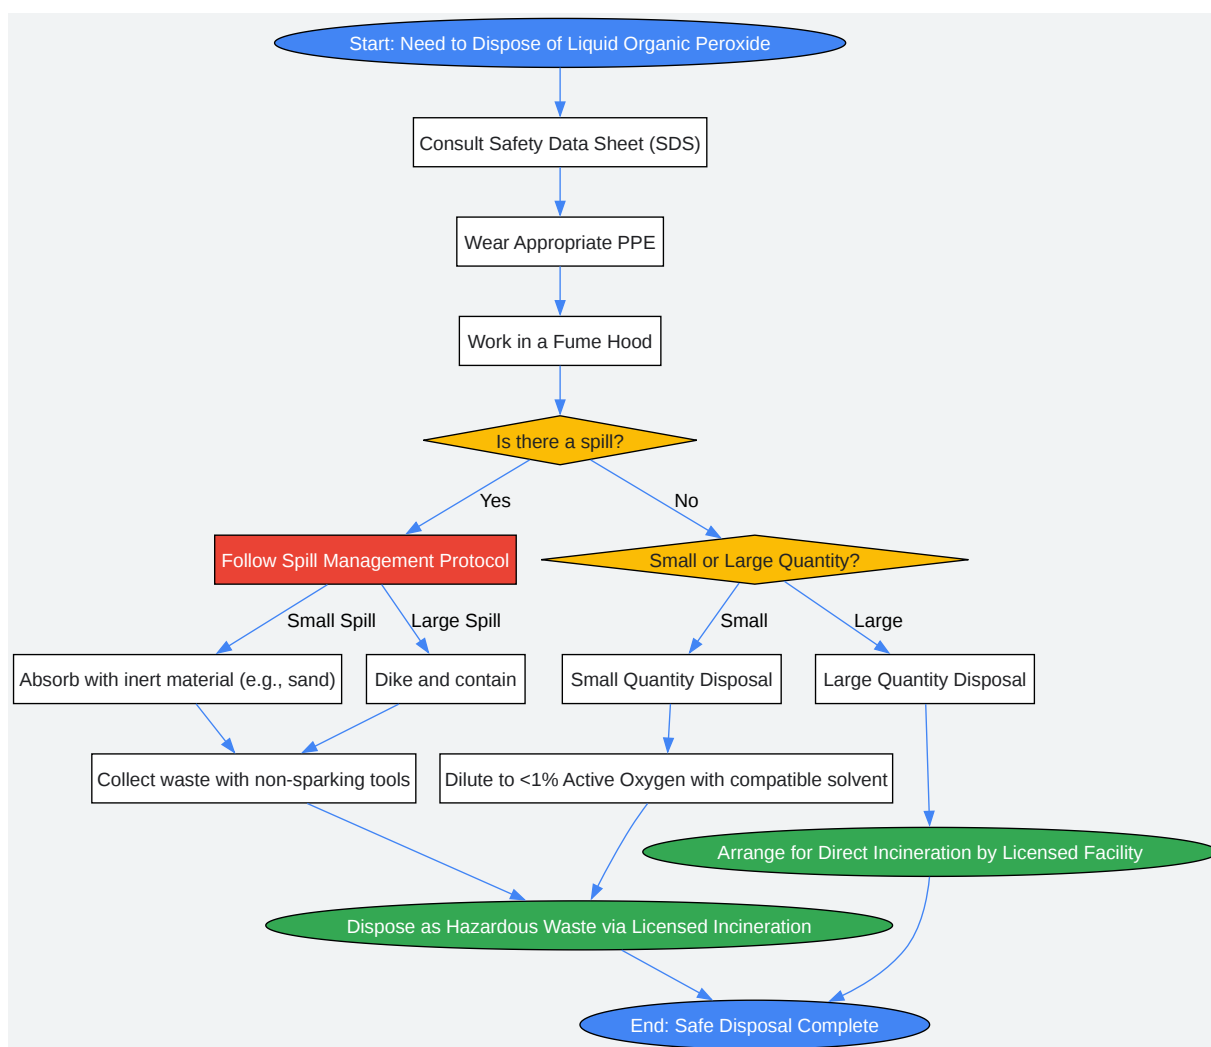 Start: Need to Dispose of Liquid Organic Peroxide
Consult Safety Data Sheet (SDS)
Wear Appropriate PPE
Work in a Fume Hood
Is there a spill?
Yes
No
Follow Spill Management Protocol
Small or Large Quantity?
Small Spill
Large Spill
Small
Large
Absorb with inert material (e.g., sand)
Dike and contain
Small Quantity Disposal
Large Quantity Disposal
Collect waste with non-sparking tools
Dilute to <1% Active Oxygen with compatible solvent
Arrange for Direct Incineration by Licensed Facility
Dispose as Hazardous Waste via Licensed Incineration
End: Safe Disposal Complete